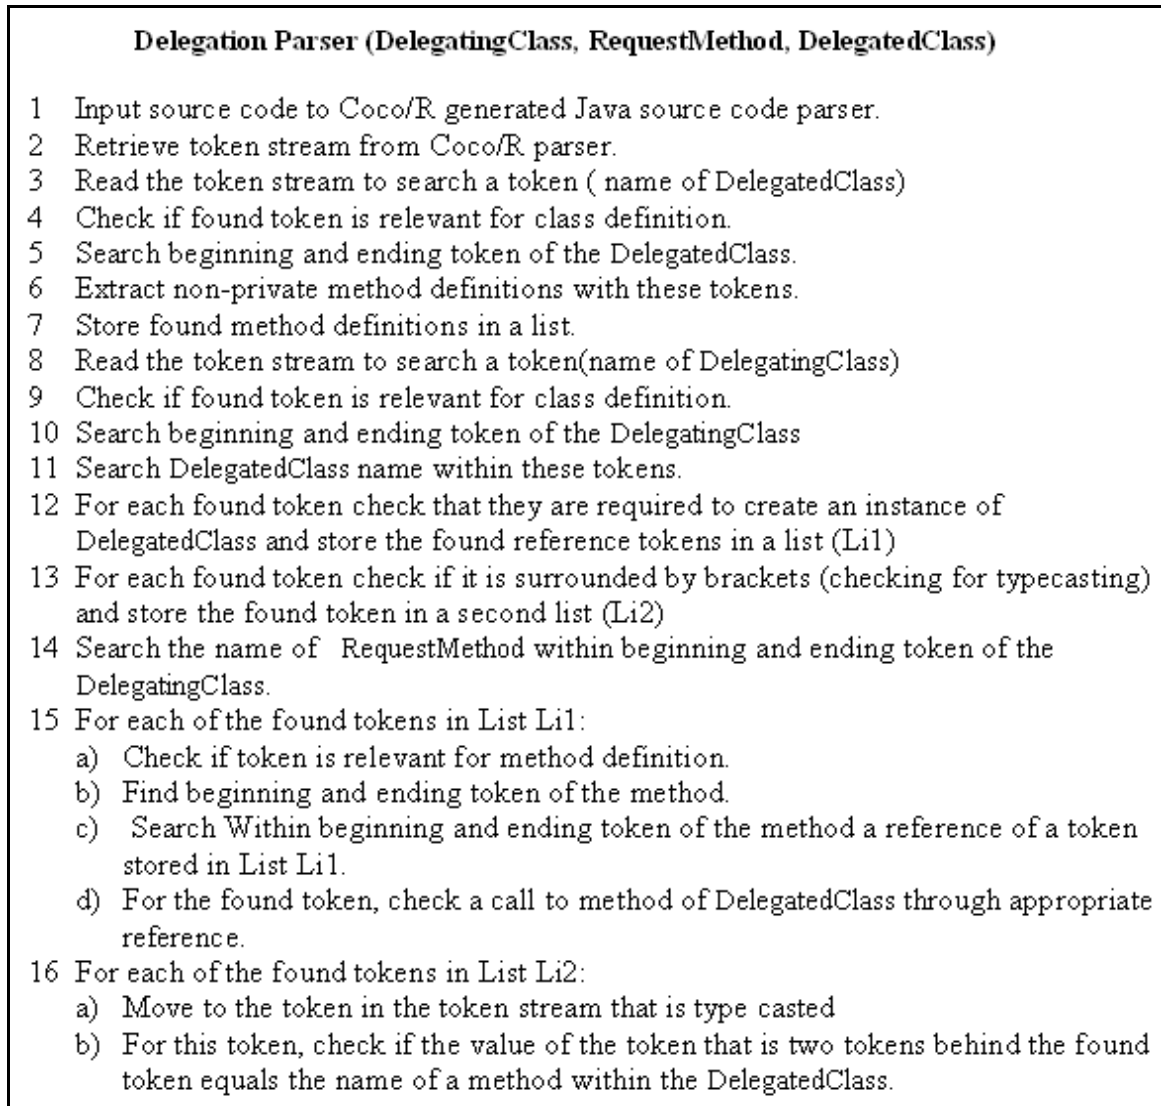 Delegation Parser (DelegatingClass, RequestMethod, DelegatedClass)
1 Input source code to Coco/R generated Java source code parser.
2 Retrieve token stream from Coco/R parser.
3 Read the token stream to search a token ( name of DelegatedClass)
4 Check if found token is relevant for class definition.
5 Search beginning and ending token of the DelegatedClass.
6 Extract non-private method definitions with these tokens.
7 Store found method definitions in a list.
8 Read the token stream to search a token(name of DelegatingClass)
9 Check if found token is relevant for class definition.
10 Search beginning and ending token of the DelegatingClass
11 Search DelegatedClass name within these tokens.
12 For each found token check that they are required to create an instance of
DelegatedClass and store the found reference tokens in a list (Li1)
13 For each found token check if it is surrounded by brackets (checking for typecasting)
and store the found token in a second list (Li2)
14 Search the name of RequestMethod within beginning and ending token of the
DelegatingClass.
15 For each of the found tokens in List Li1:
a) Check if token is relevant for method definition.
b) Find beginning and ending token of the method.
c) Search Within beginning and ending token of the method a reference of a token
stored in List Li1.
d) For the found token, check a call to method of DelegatedClass through appropriate
reference.
16 For each of the found tokens in List Li2:
a) Move to the token in the token stream that is type casted
b) For this token, check if the value of the token that is two tokens behind the found
token equals the name of a method within the DelegatedClass.